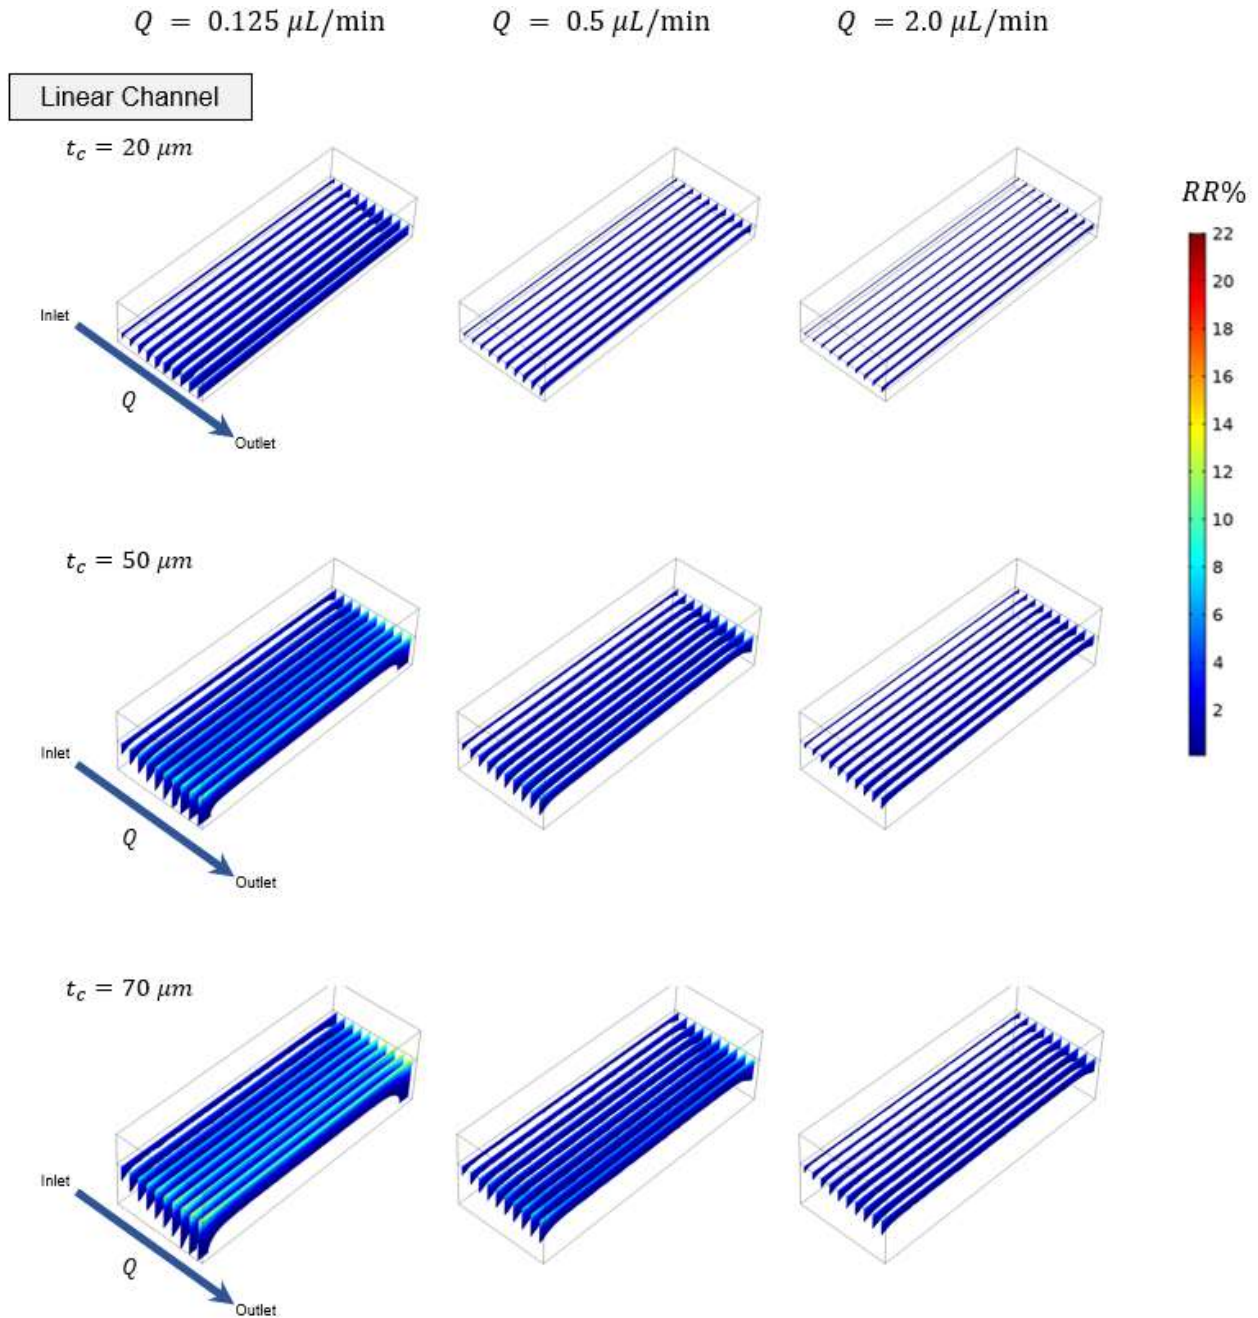 Q = 0.125 μL/min Q = 0.5 μL/min Q = 2.0 μL/min
Linear Channel
t_c = 20 μm
RR%
22
20
18
16
14
12
10
8
6
4
2
Inlet
Q
Outlet
t_c = 50 μm
Inlet
Q
Outlet
t_c = 70 μm
Inlet
Q
Outlet